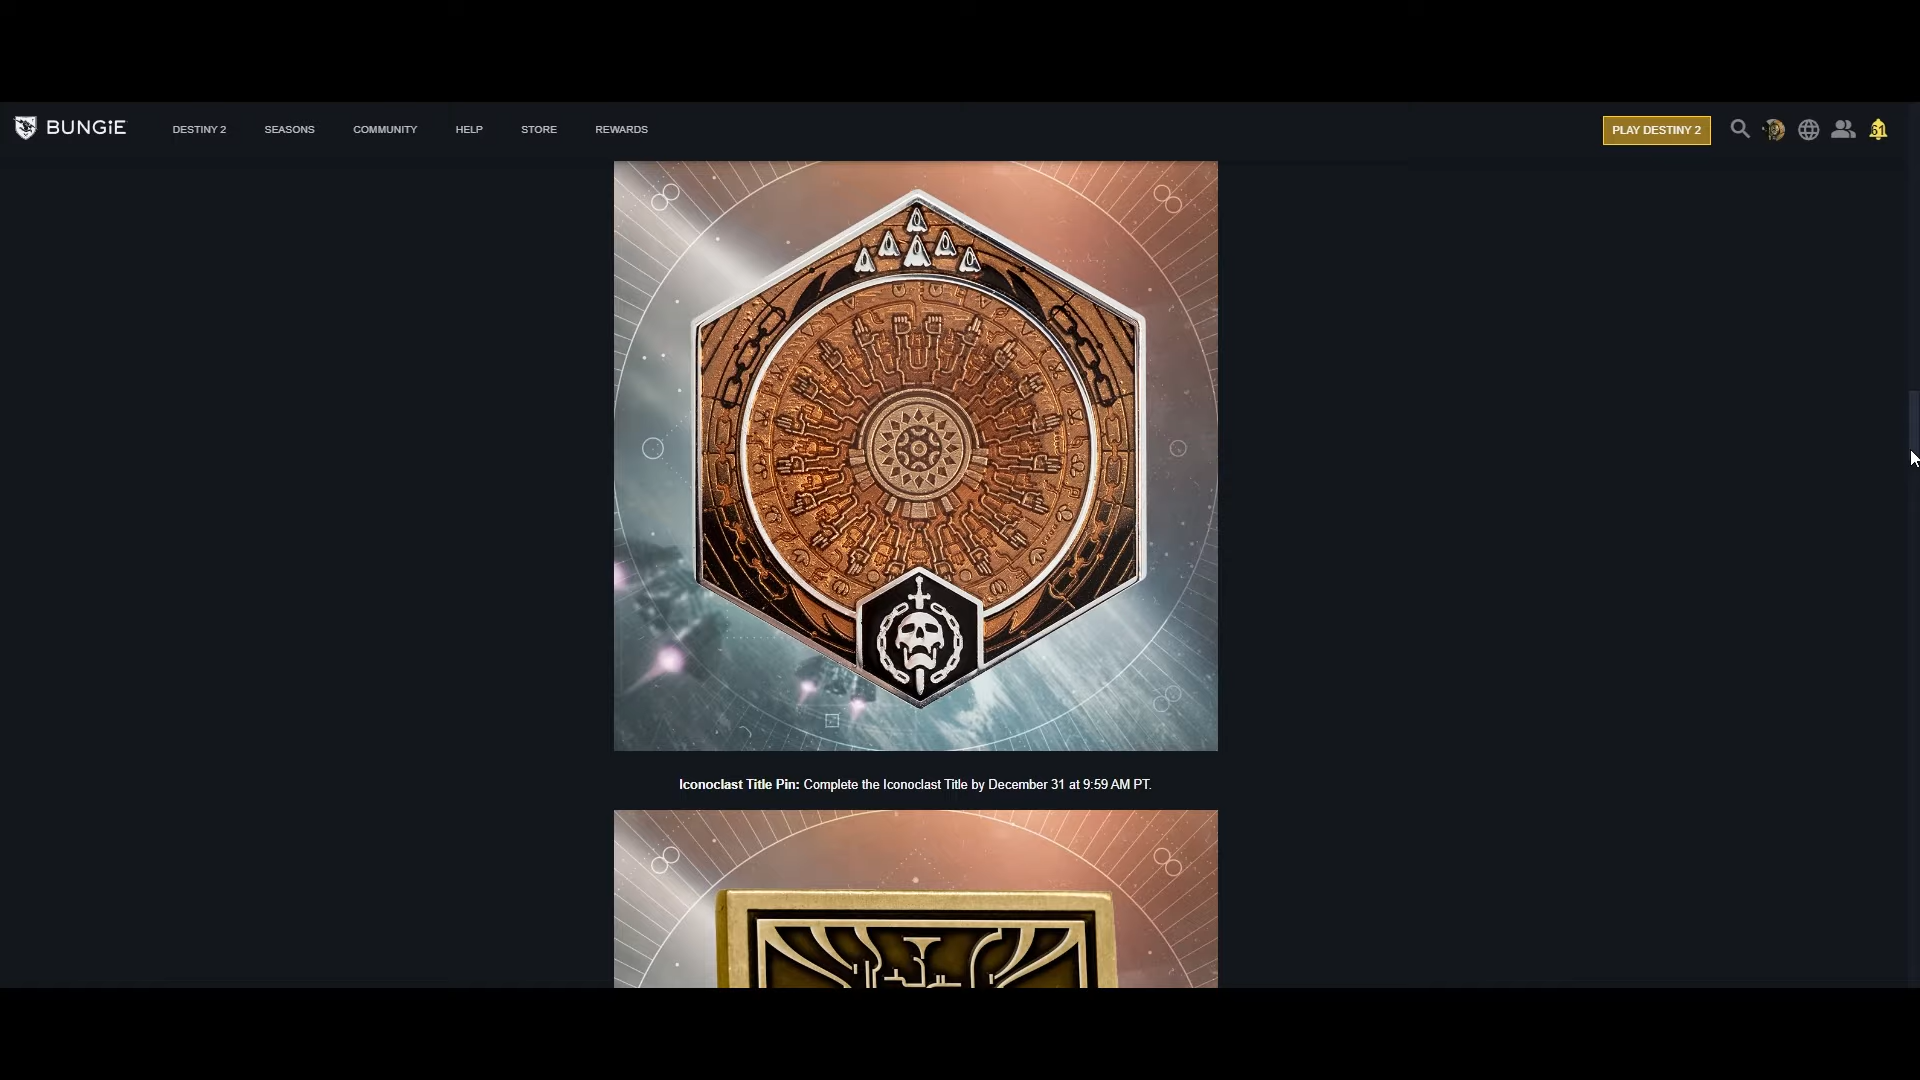 BUNGiE
DESTINY 2
SEASONS
COMMUNITY
HELP
STORE
REWARDS
PLAY DESTINY 2
61
Iconoclast Title Pin: Complete the Iconoclast Title by December 31 at 9:59 AM PT.